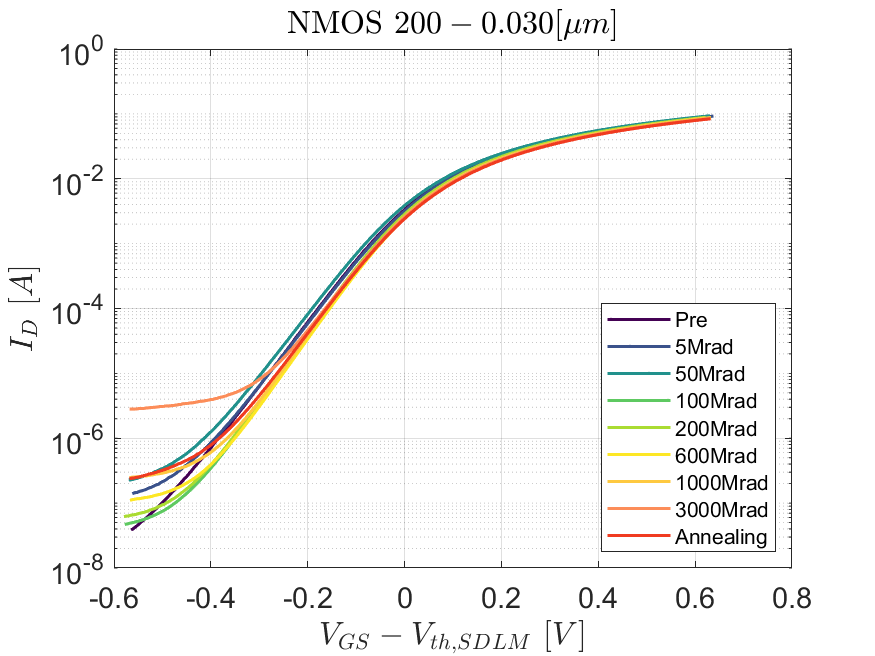 NMOS 200 − 0.030[μm]
10^0
10^-2
10^-4
10^-6
10^-8
I_D [A]
Pre
5Mrad
50Mrad
100Mrad
200Mrad
600Mrad
1000Mrad
3000Mrad
Annealing
-0.6 -0.4 -0.2 0 0.2 0.4 0.6 0.8
V_GS − V_th,SDLM [V]